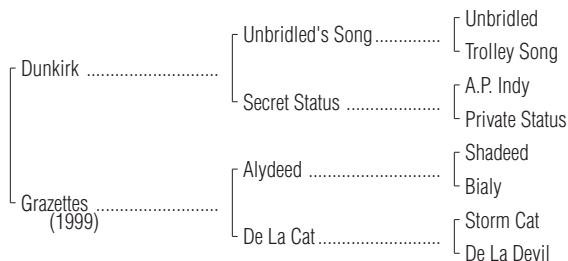 Unbridled
Unbridled's Song..............
Trolley Song
Dunkirk ............................
A.P. Indy
Secret Status ....................
Private Status
Shadeed
Alydeed ............................
Bialy
Grazettes ..........................
(1999)
Storm Cat
De La Cat..........................
De La Devil